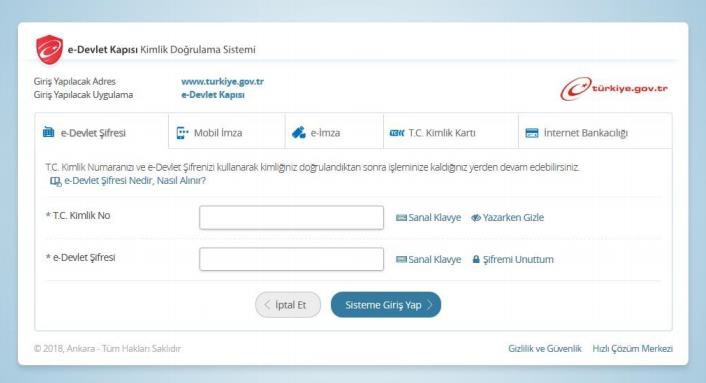 e-Devlet Kapısı Kimlik Doğrulama Sistemi
Giriş Yapılacak Adres www.turkiye.gov.tr
Giriş Yapılacak Uygulama e-Devlet Kapısı
türkiye.gov.tr
e-Devlet Şifresi Mobil İmza e-İmza T.C. Kimlik Kartı İnternet Bankacılığı
T.C. Kimlik Numaranızı ve e-Devlet Şifrenizi kullanarak kimliğiniz doğrulandıktan sonra işleminize kaldığınız yerden devam edebilirsiniz.
e-Devlet Şifresi Nedir, Nasıl Alınır?
* T.C. Kimlik No Sanal Klavye Yazarken Gizle
* e-Devlet Şifresi Sanal Klavye Şifremi Unuttum
İptal Et Sisteme Giriş Yap
© 2018, Ankara - Tüm Hakları Saklıdır Gizlilik ve Güvenlik Hızlı Çözüm Merkezi